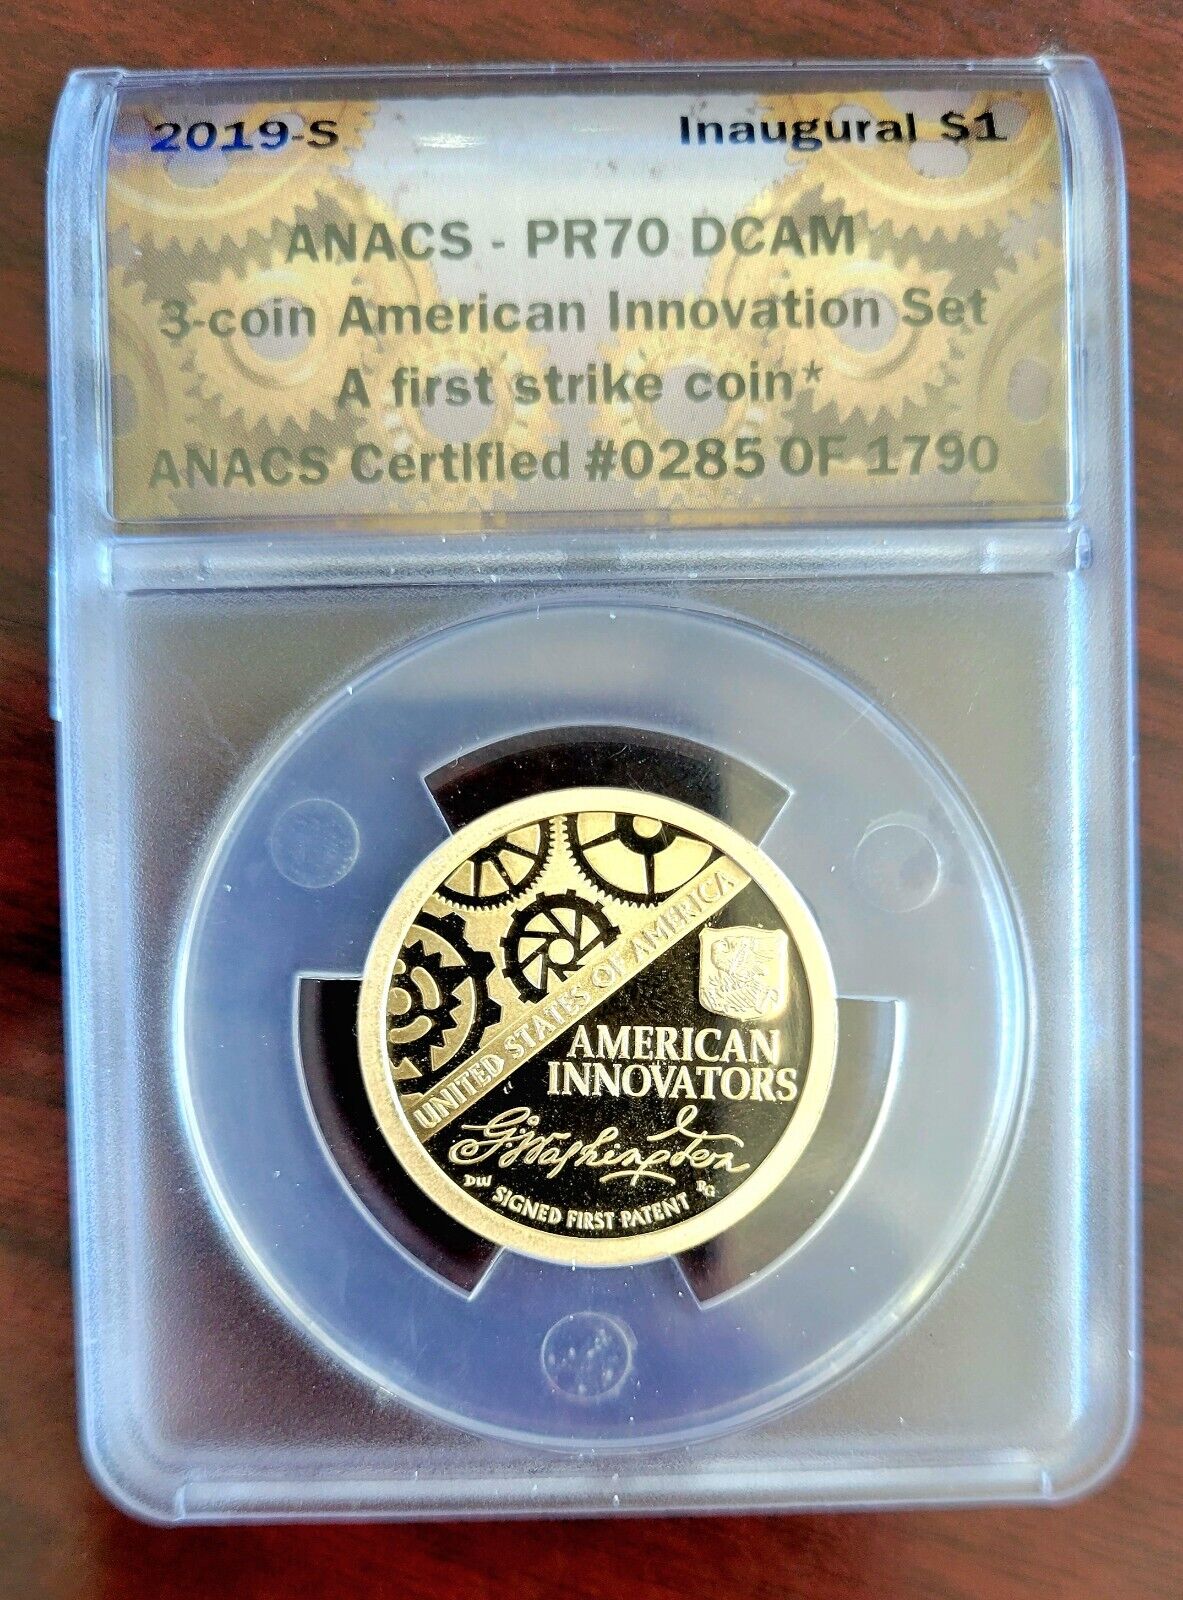 2019-S Inaugural $1
ANACS - PR70 DCAM
3-coin American Innovation Set
A first strike coin*
ANACS Certified #0285 OF 1790
UNITED STATES OF AMERICA
AMERICAN
INNOVATORS
G. Washington
DW SIGNED FIRST PATENT RG